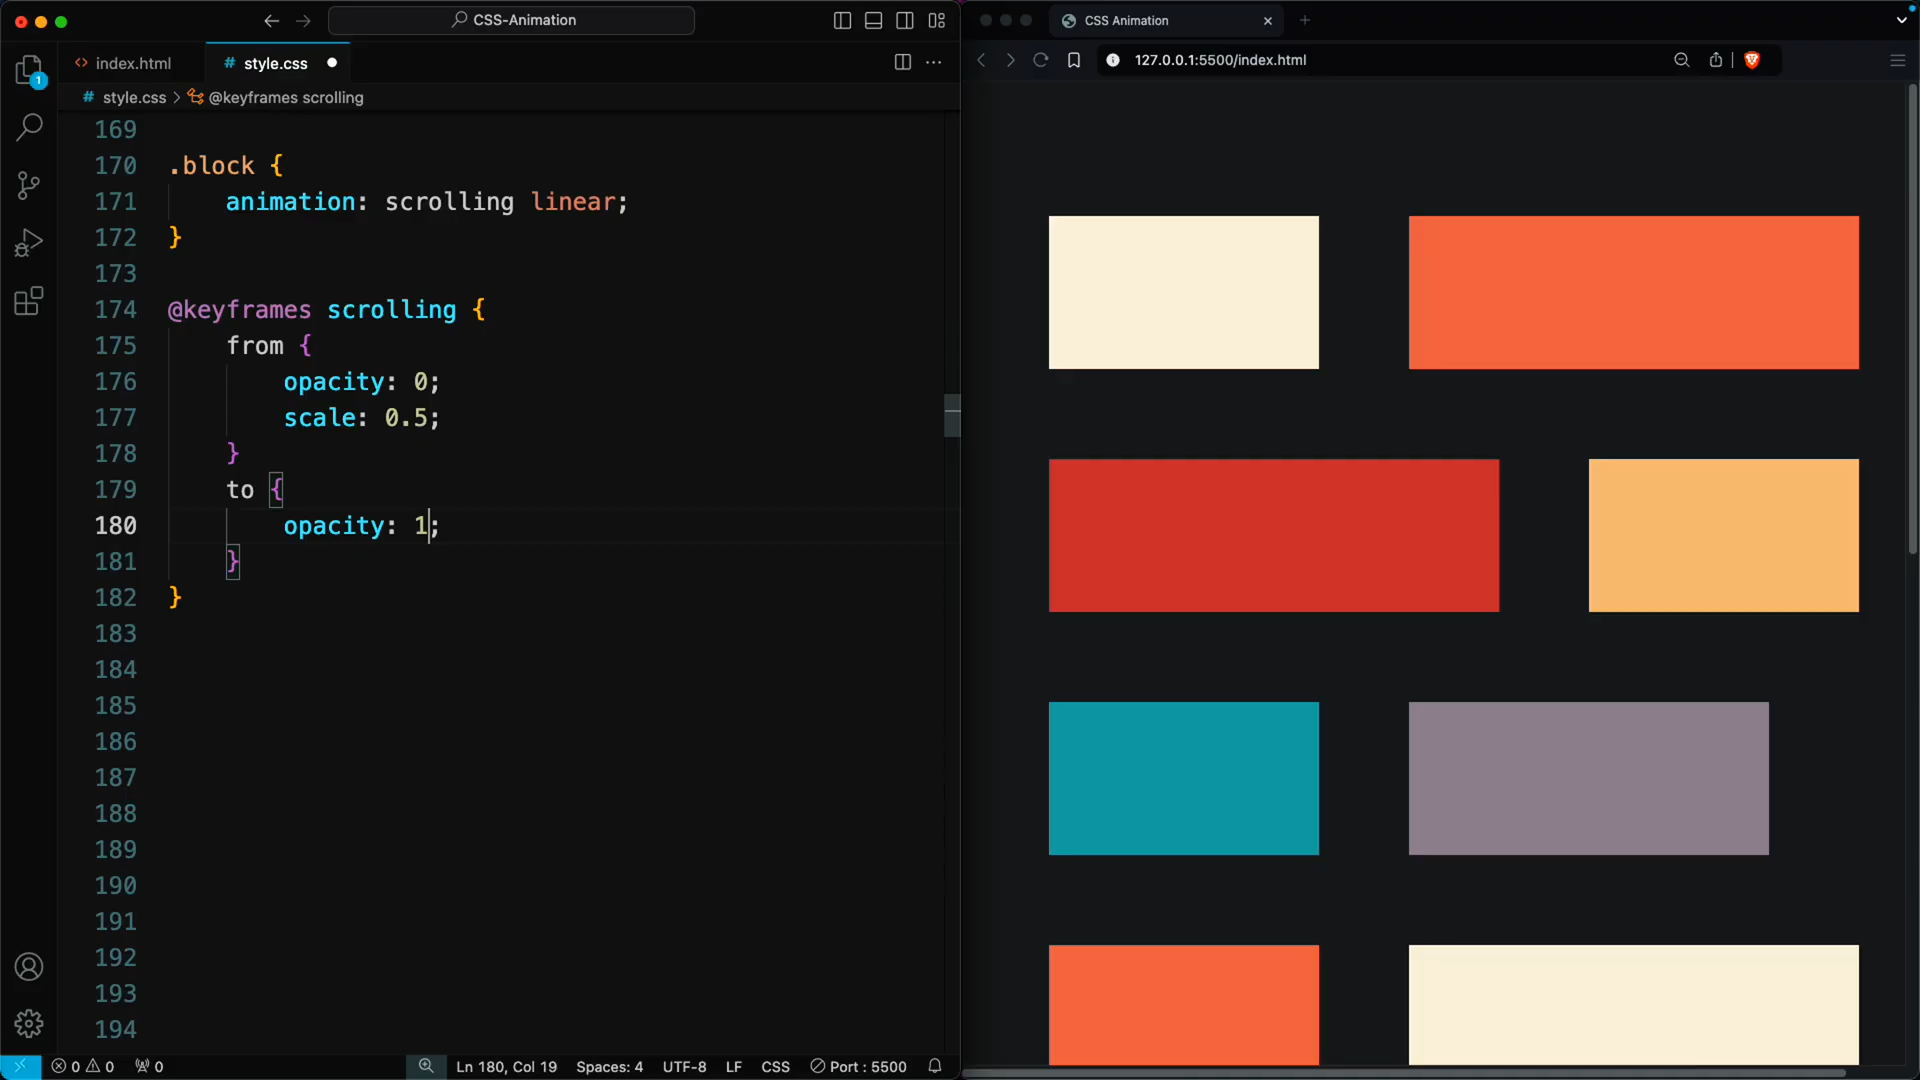 CSS-Animation
index.html
# style.css
# style.css > @keyframes scrolling
169
170 .block {
171 animation: scrolling linear;
172 }
173
174 @keyframes scrolling {
175 from {
176 opacity: 0;
177 scale: 0.5;
178 }
179 to {
180 opacity: 1;
181 }
182 }
183
184
185
186
187
188
189
190
191
192
193
194
1
0 0 0
Ln 180, Col 19 Spaces: 4 UTF-8 LF CSS Port : 5500
CSS Animation
127.0.0.1:5500/index.html